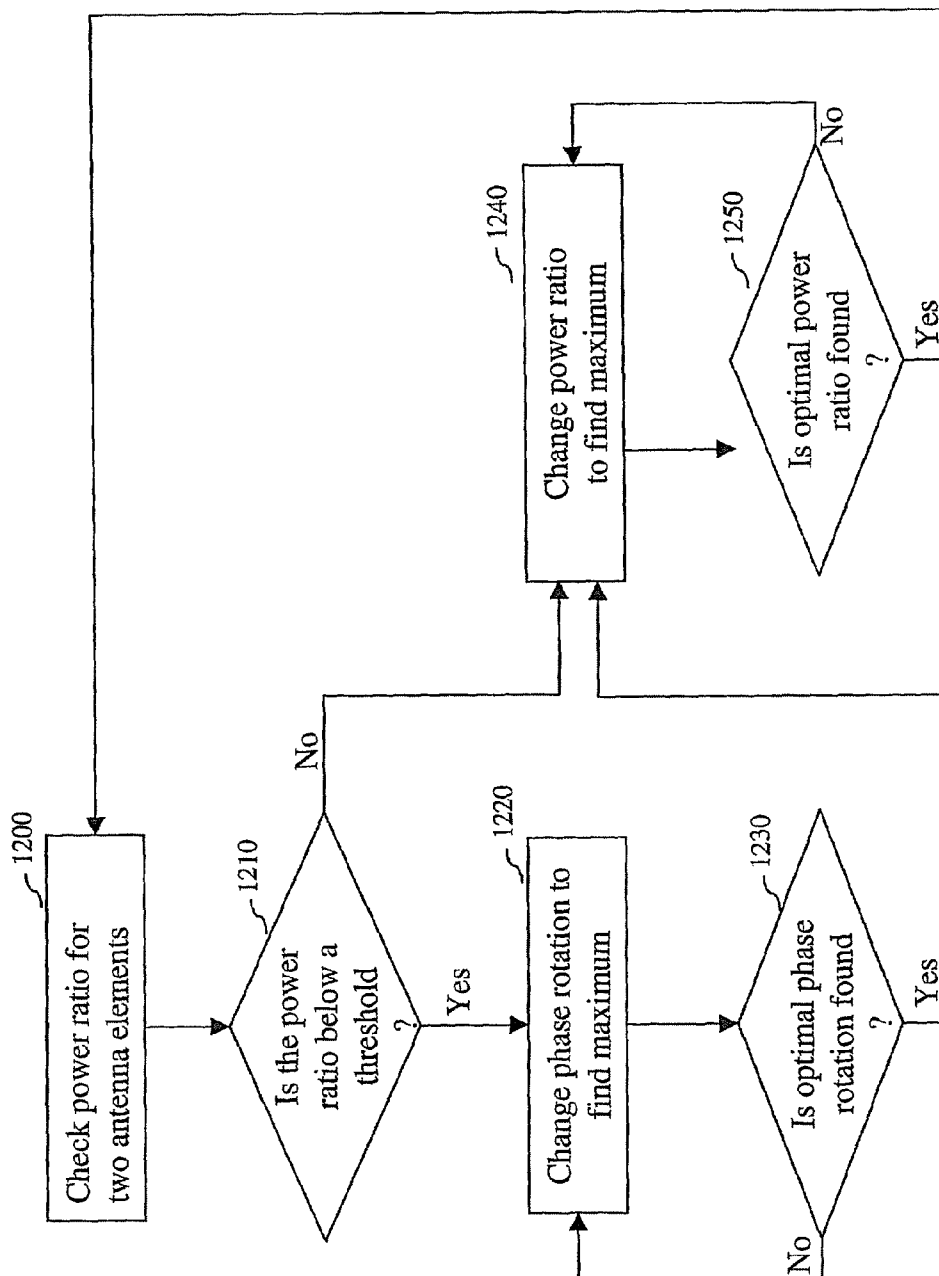 1200
Check power ratio for
two antenna elements
1210
Is the power
ratio below a
threshold
?
No
Yes
1220
Change phase rotation to
find maximum
1230
Is optimal phase
rotation found
?
No
Yes
1240
Change power ratio
to find maximum
1250
Is optimal power
ratio found
?
No
Yes